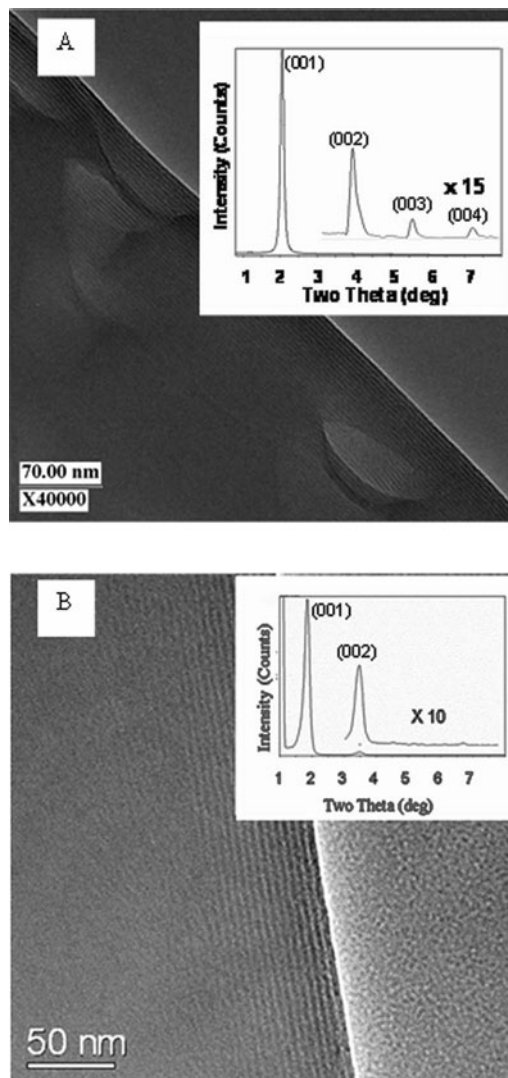 A
(001)
(002)
(003)
x 15
(004)
Intensity (Counts)
1 2 3 4 5 6 7
Two Theta (deg)
70.00 nm
X40000
B
(001)
(002)
X 10
Intensity (Counts)
1 2 3 4 5 6 7
Two Theta (deg)
50 nm